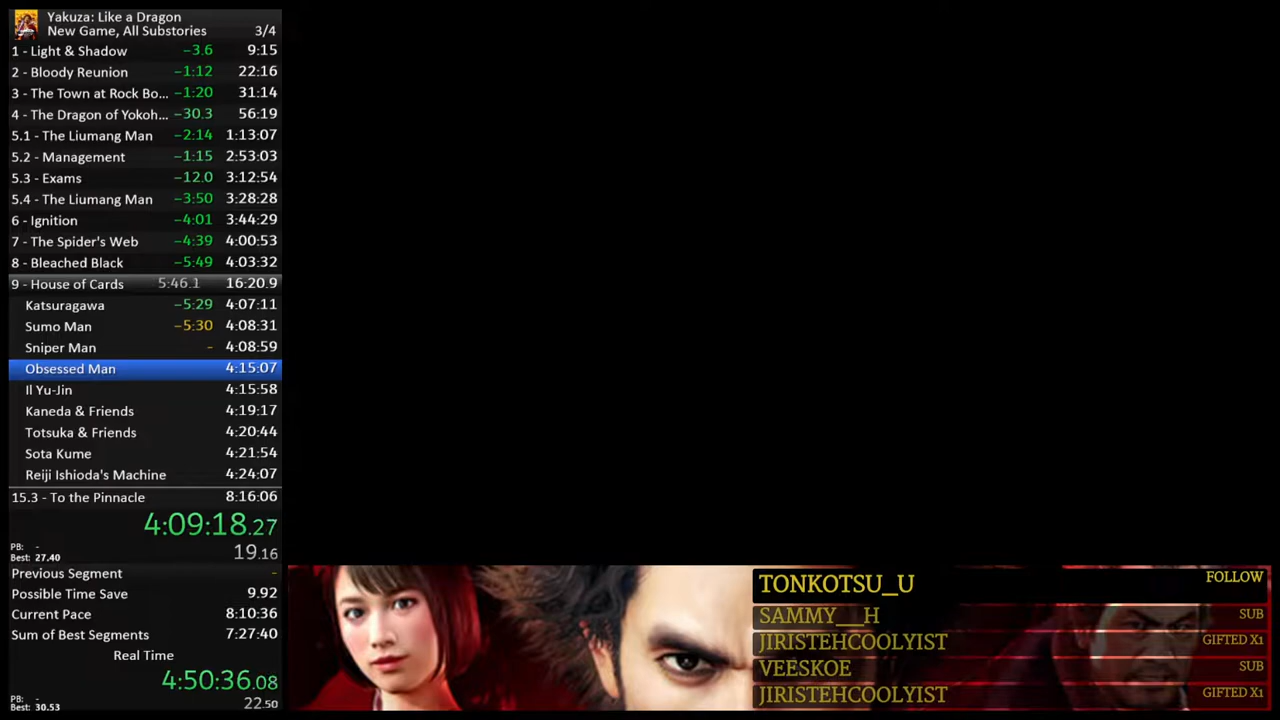 Yakuza: Like a Dragon
New Game, All Substories 3/4
1 - Light & Shadow -3.6 9:15
2 - Bloody Reunion -1:12 22:16
3 - The Town at Rock Bo... -1:20 31:14
4 - The Dragon of Yokoh... -30.3 56:19
5.1 - The Liumang Man -2:14 1:13:07
5.2 - Management -1:15 2:53:03
5.3 - Exams -12.0 3:12:54
5.4 - The Liumang Man -3:50 3:28:28
6 - Ignition -4:01 3:44:29
7 - The Spider's Web -4:39 4:00:53
8 - Bleached Black -5:49 4:03:32
9 - House of Cards 5:46.1 16:20.9
Katsuragawa -5:29 4:07:11
Sumo Man -5:30 4:08:31
Sniper Man - 4:08:59
Obsessed Man 4:15:07
Il Yu-Jin 4:15:58
Kaneda & Friends 4:19:17
Totsuka & Friends 4:20:44
Sota Kume 4:21:54
Reiji Ishioda's Machine 4:24:07
15.3 - To the Pinnacle 8:16:06
4:09:18.27
PB: -
Best: 27.40 19.16
Previous Segment -
Possible Time Save 9.92
Current Pace 8:10:36
Sum of Best Segments 7:27:40
Real Time
4:50:36.08
PB: -
Best: 30.53 22.50
TONKOTSU_U FOLLOW
SAMMY__H SUB
JIRISTEHCOOLYIST GIFTED X1
VEESKOE SUB
JIRISTEHCOOLYIST GIFTED X1